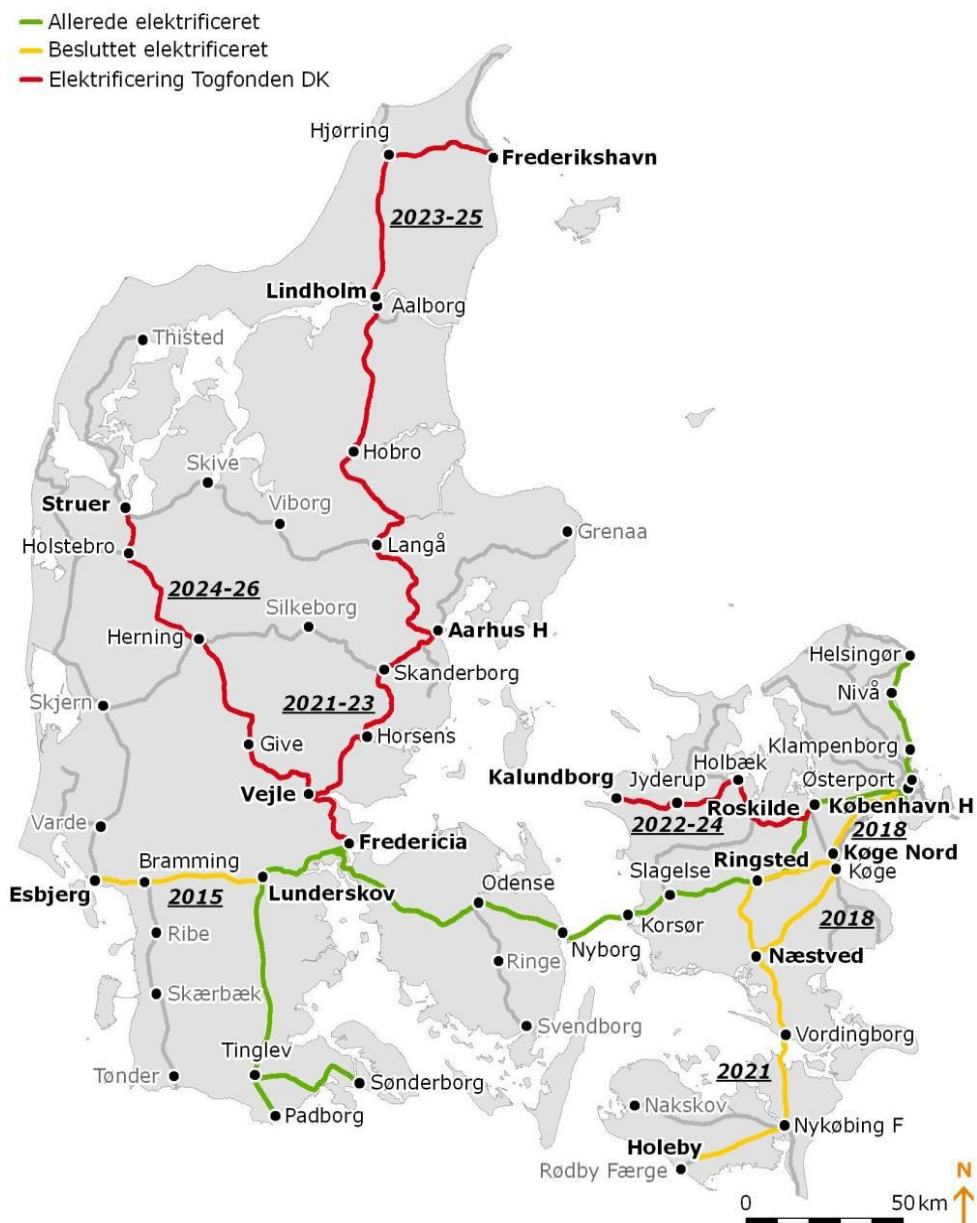 Allerede elektrificeret
Besluttet elektrificeret
Elektrificering Togfonden DK
Hjørring
Frederikshavn
2023-25
Lindholm
Aalborg
Thisted
Hobro
Skive
Struer
Viborg
Grenaa
Holstebro
Langå
2024-26
Silkeborg
Herning
Aarhus H
Helsingør
Skanderborg
Nivå
Skjern
2021-23
Give
Horsens
Klampenborg
Holbæk
Østerport
Kalundborg
Jyderup
Vejle
Roskilde
København H
2022-24
2018
Varde
Fredericia
Køge Nord
Bramming
Ringsted
Køge
Esbjerg
Lunderskov
Odense
Slagelse
2015
2018
Korsør
Ribe
Nyborg
Næstved
Ringe
Skærbæk
Svendborg
Vordingborg
Tinglev
2021
Tønder
Sønderborg
Nakskov
Padborg
Nykøbing F
Holeby
Rødby Færge
N
0 50 km